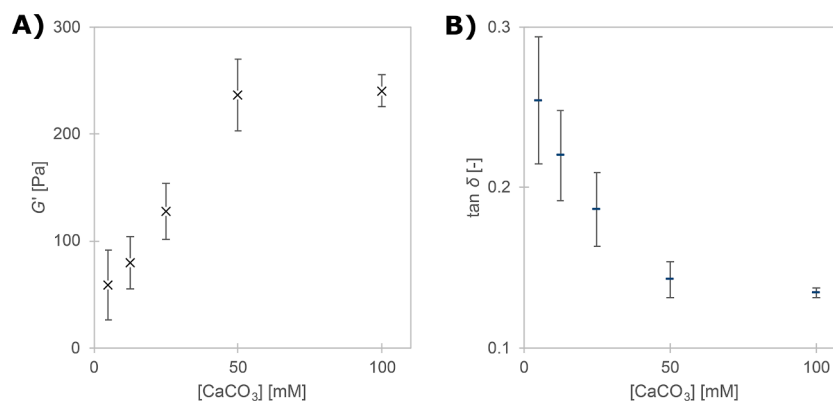 A)
300
200
100
0
G' [Pa]
0
50
100
[CaCO₃] [mM]
B)
0.3
0.2
0.1
tan δ [-]
0
50
100
[CaCO₃] [mM]